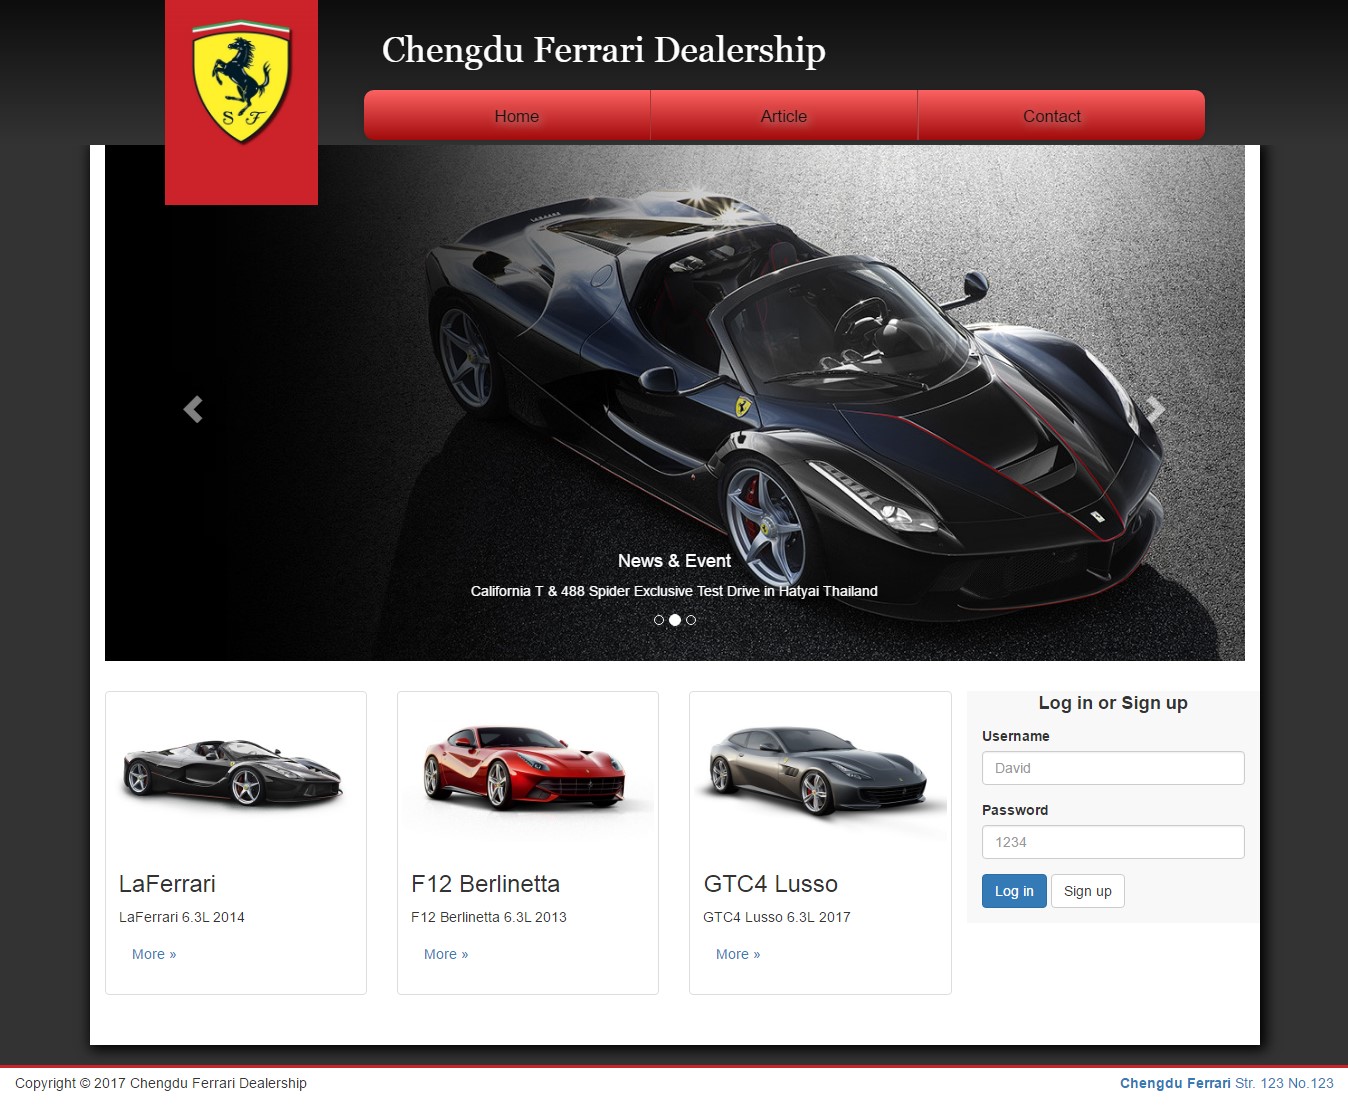 S F
Chengdu Ferrari Dealership
Home Article Contact
News & Event
California T & 488 Spider Exclusive Test Drive in Hatyai Thailand
LaFerrari
LaFerrari 6.3L 2014
More »
F12 Berlinetta
F12 Berlinetta 6.3L 2013
More »
GTC4 Lusso
GTC4 Lusso 6.3L 2017
More »
Log in or Sign up
Username
David
Password
1234
Log in Sign up
Copyright © 2017 Chengdu Ferrari Dealership
Chengdu Ferrari Str. 123 No.123